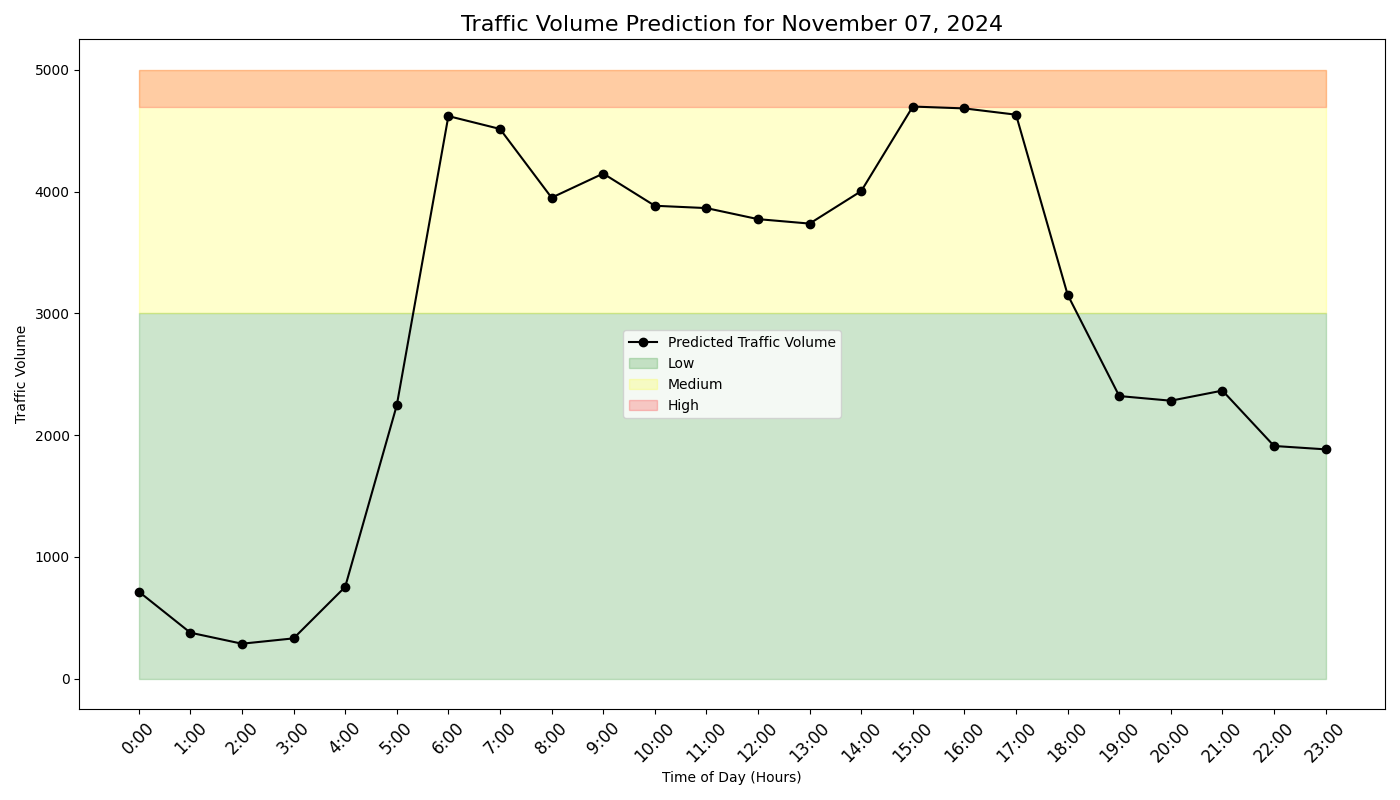 Traffic Volume Prediction for November 07, 2024
5000
4000
3000
2000
1000
0
Traffic Volume
Predicted Traffic Volume
Low
Medium
High
0:00 1:00 2:00 3:00 4:00 5:00 6:00 7:00 8:00 9:00 10:00 11:00 12:00 13:00 14:00 15:00 16:00 17:00 18:00 19:00 20:00 21:00 22:00 23:00
Time of Day (Hours)